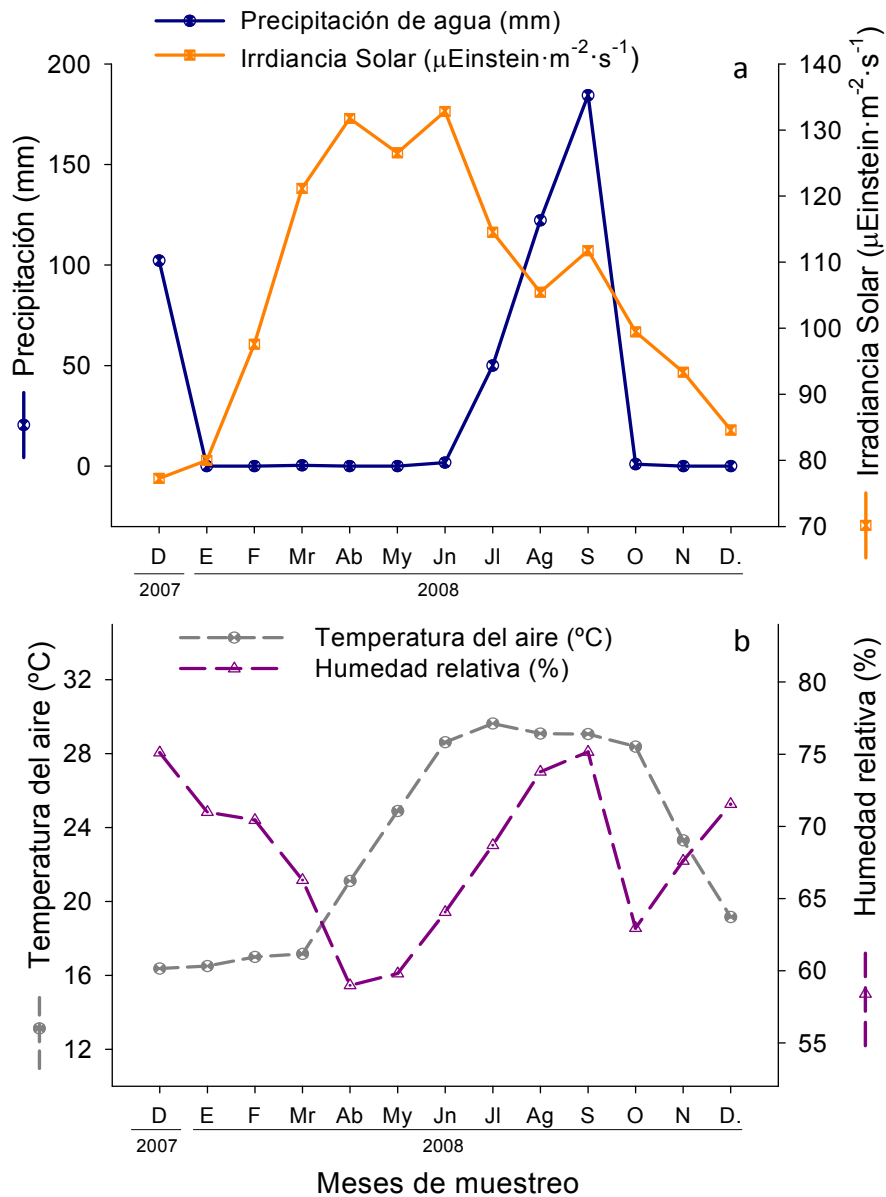 Precipitación de agua (mm)
Irrdiancia Solar (μEinstein·m⁻²·s⁻¹)
a
Precipitación (mm)
200
150
100
50
0
140
130
120
110
100
90
80
70
Irradiancia Solar (μEinstein·m⁻²·s⁻¹)
D E F Mr Ab My Jn Jl Ag S O N D.
2007 2008
Temperatura del aire (ºC)
Humedad relativa (%)
b
Temperatura del aire (ºC)
32
28
24
20
16
12
80
75
70
65
60
55
Humedad relativa (%)
D E F Mr Ab My Jn Jl Ag S O N D.
2007 2008
Meses de muestreo